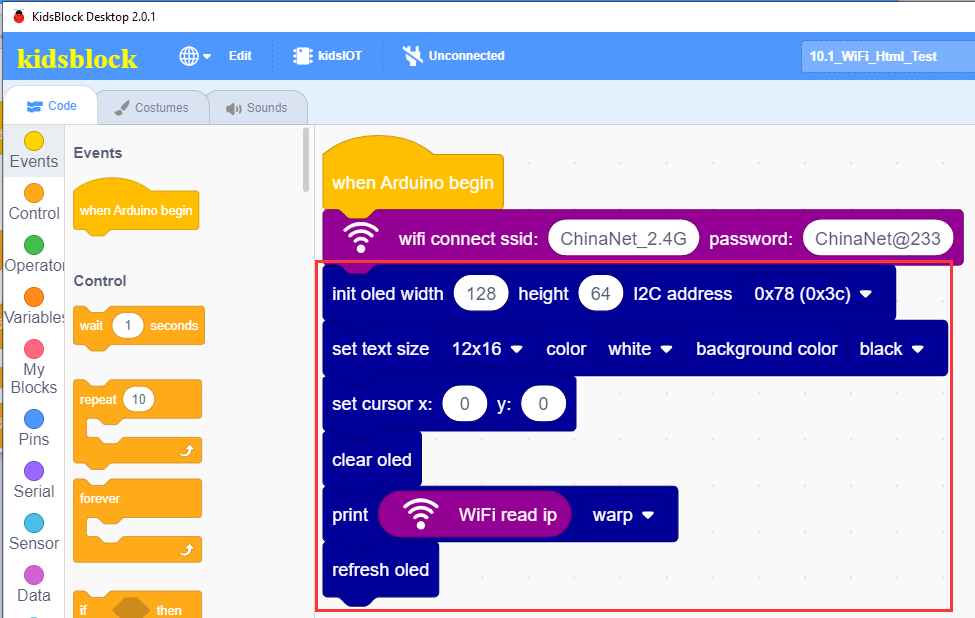 KidsBlock Desktop 2.0.1
kidsblock Edit kidsIOT Unconnected 10.1_WiFi_Html_Test
Code Costumes Sounds
Events
Control
Operator
Variables
My
Blocks
Pins
Serial
Sensor
Data
Events
when Arduino begin
Control
wait 1 seconds
repeat 10
forever
if then
when Arduino begin
wifi connect ssid: ChinaNet_2.4G password: ChinaNet@233
init oled width 128 height 64 I2C address 0x78 (0x3c)
set text size 12x16 color white background color black
set cursor x: 0 y: 0
clear oled
print WiFi read ip warp
refresh oled